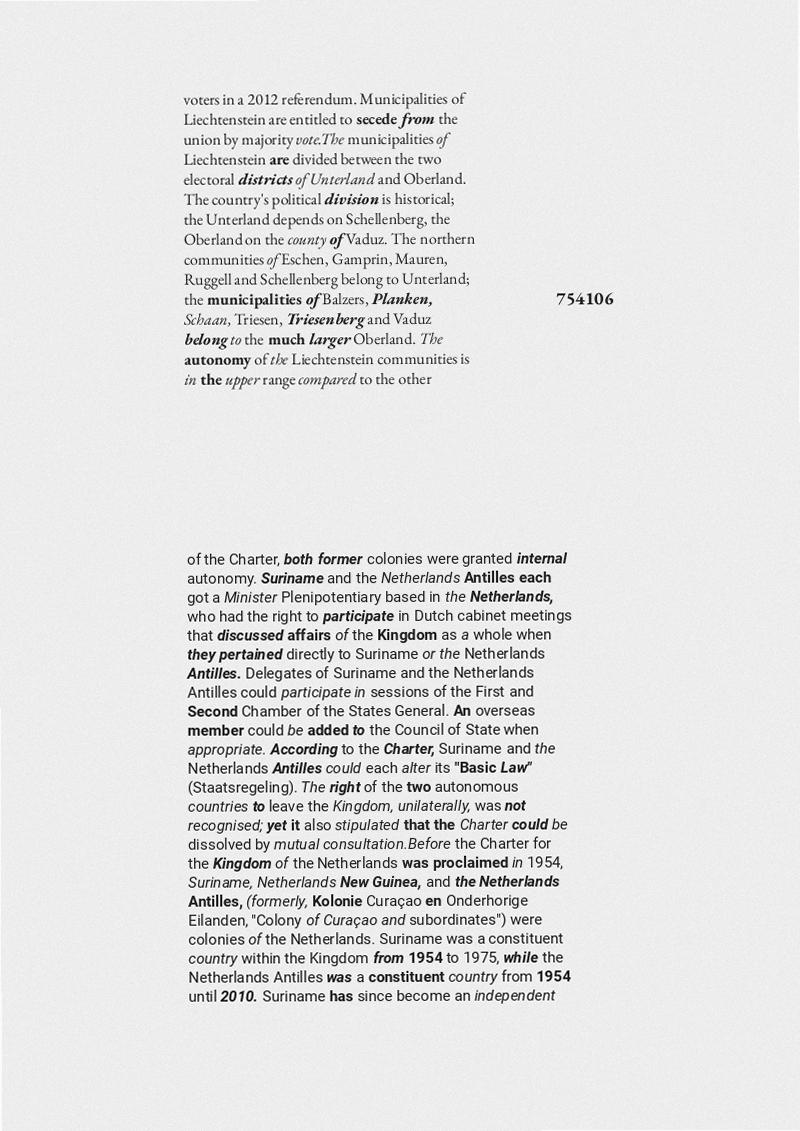 voters in a 2012 referendum. Municipalities of
Liechtenstein are entitled to secede from the
union by majority vote.The municipalities of
Liechtenstein are divided between the two
electoral districts of Unterland and Oberland.
The country's political division is historical;
the Unterland depends on Schellenberg, the
Oberland on the county of Vaduz. The northern
communities of Eschen, Gamprin, Mauren,
Ruggell and Schellenberg belong to Unterland;
the municipalities of Balzers, Planken,
Schaan, Triesen, Triesenberg and Vaduz
belong to the much larger Oberland. The
autonomy of the Liechtenstein communities is
in the upper range compared to the other
754106
of the Charter, both former colonies were granted internal
autonomy. Suriname and the Netherlands Antilles each
got a Minister Plenipotentiary based in the Netherlands,
who had the right to participate in Dutch cabinet meetings
that discussed affairs of the Kingdom as a whole when
they pertained directly to Suriname or the Netherlands
Antilles. Delegates of Suriname and the Netherlands
Antilles could participate in sessions of the First and
Second Chamber of the States General. An overseas
member could be added to the Council of State when
appropriate. According to the Charter, Suriname and the
Netherlands Antilles could each alter its "Basic Law"
(Staatsregeling). The right of the two autonomous
countries to leave the Kingdom, unilaterally, was not
recognised; yet it also stipulated that the Charter could be
dissolved by mutual consultation.Before the Charter for
the Kingdom of the Netherlands was proclaimed in 1954,
Suriname, Netherlands New Guinea, and the Netherlands
Antilles, (formerly, Kolonie Curaçao en Onderhorige
Eilanden, "Colony of Curaçao and subordinates") were
colonies of the Netherlands. Suriname was a constituent
country within the Kingdom from 1954 to 1975, while the
Netherlands Antilles was a constituent country from 1954
until 2010. Suriname has since become an independent